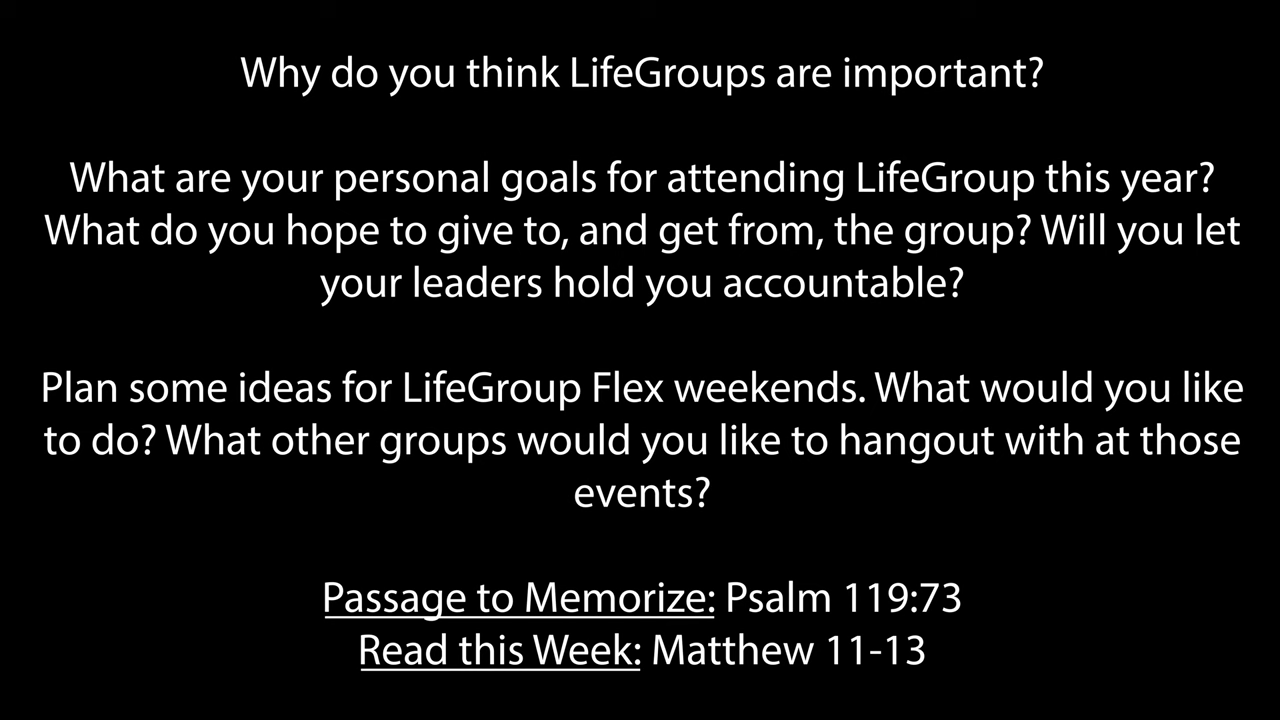 Why do you think LifeGroups are important?
What are your personal goals for attending LifeGroup this year?
What do you hope to give to, and get from, the group? Will you let
your leaders hold you accountable?
Plan some ideas for LifeGroup Flex weekends. What would you like
to do? What other groups would you like to hangout with at those
events?
Passage to Memorize: Psalm 119:73
Read this Week: Matthew 11-13